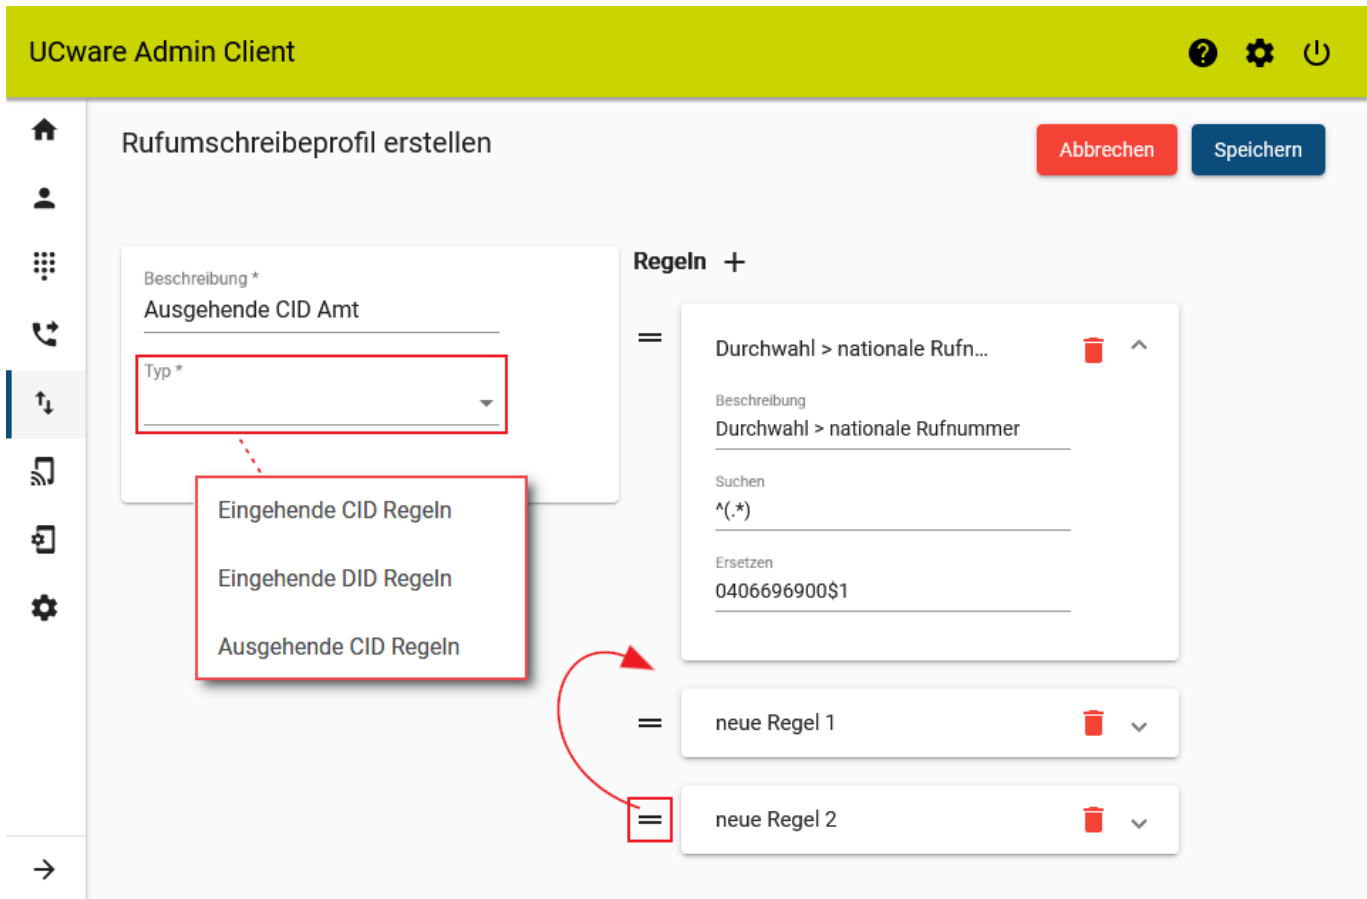 UCware Admin Client
Rufumschreibeprofil erstellen
Abbrechen
Speichern
Beschreibung *
Ausgehende CID Amt
Typ *
Eingehende CID Regeln
Eingehende DID Regeln
Ausgehende CID Regeln
Regeln
Durchwahl > nationale Rufn...
Beschreibung
Durchwahl > nationale Rufnummer
Suchen
^(.*)
Ersetzen
0406696900$1
neue Regel 1
neue Regel 2